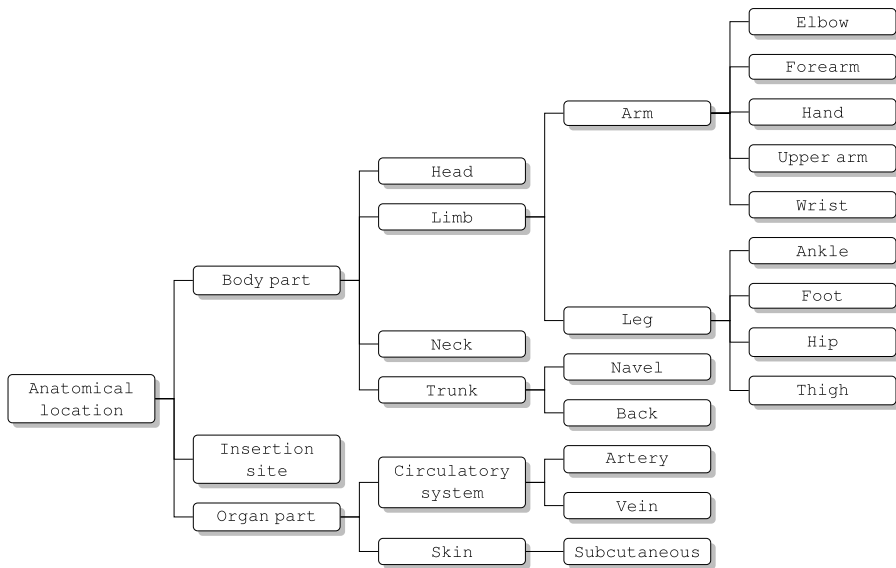 Elbow
Forearm
Arm
Hand
Upper arm
Head
Wrist
Limb
Ankle
Body part
Foot
Leg
Neck
Hip
Navel
Anatomical
location
Trunk
Thigh
Back
Insertion
site
Circulatory
system
Artery
Vein
Organ part
Skin
Subcutaneous